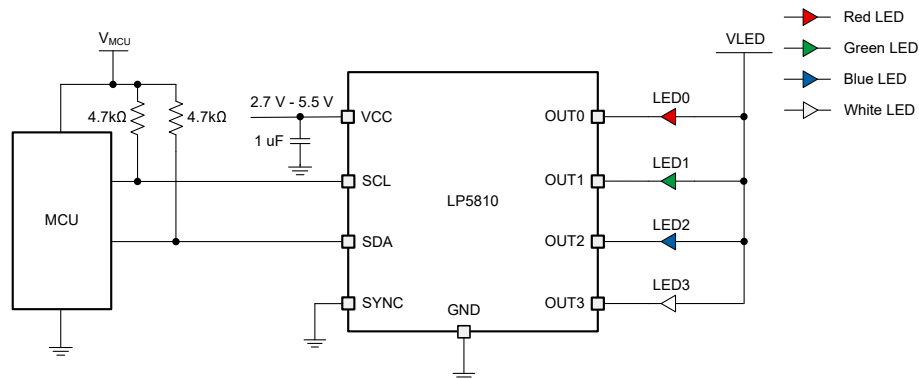 V_MCU
4.7kΩ
4.7kΩ
MCU
2.7 V - 5.5 V
1 uF
VCC
SCL
SDA
SYNC
LP5810
GND
OUT0
OUT1
OUT2
OUT3
LED0
LED1
LED2
LED3
VLED
Red LED
Green LED
Blue LED
White LED